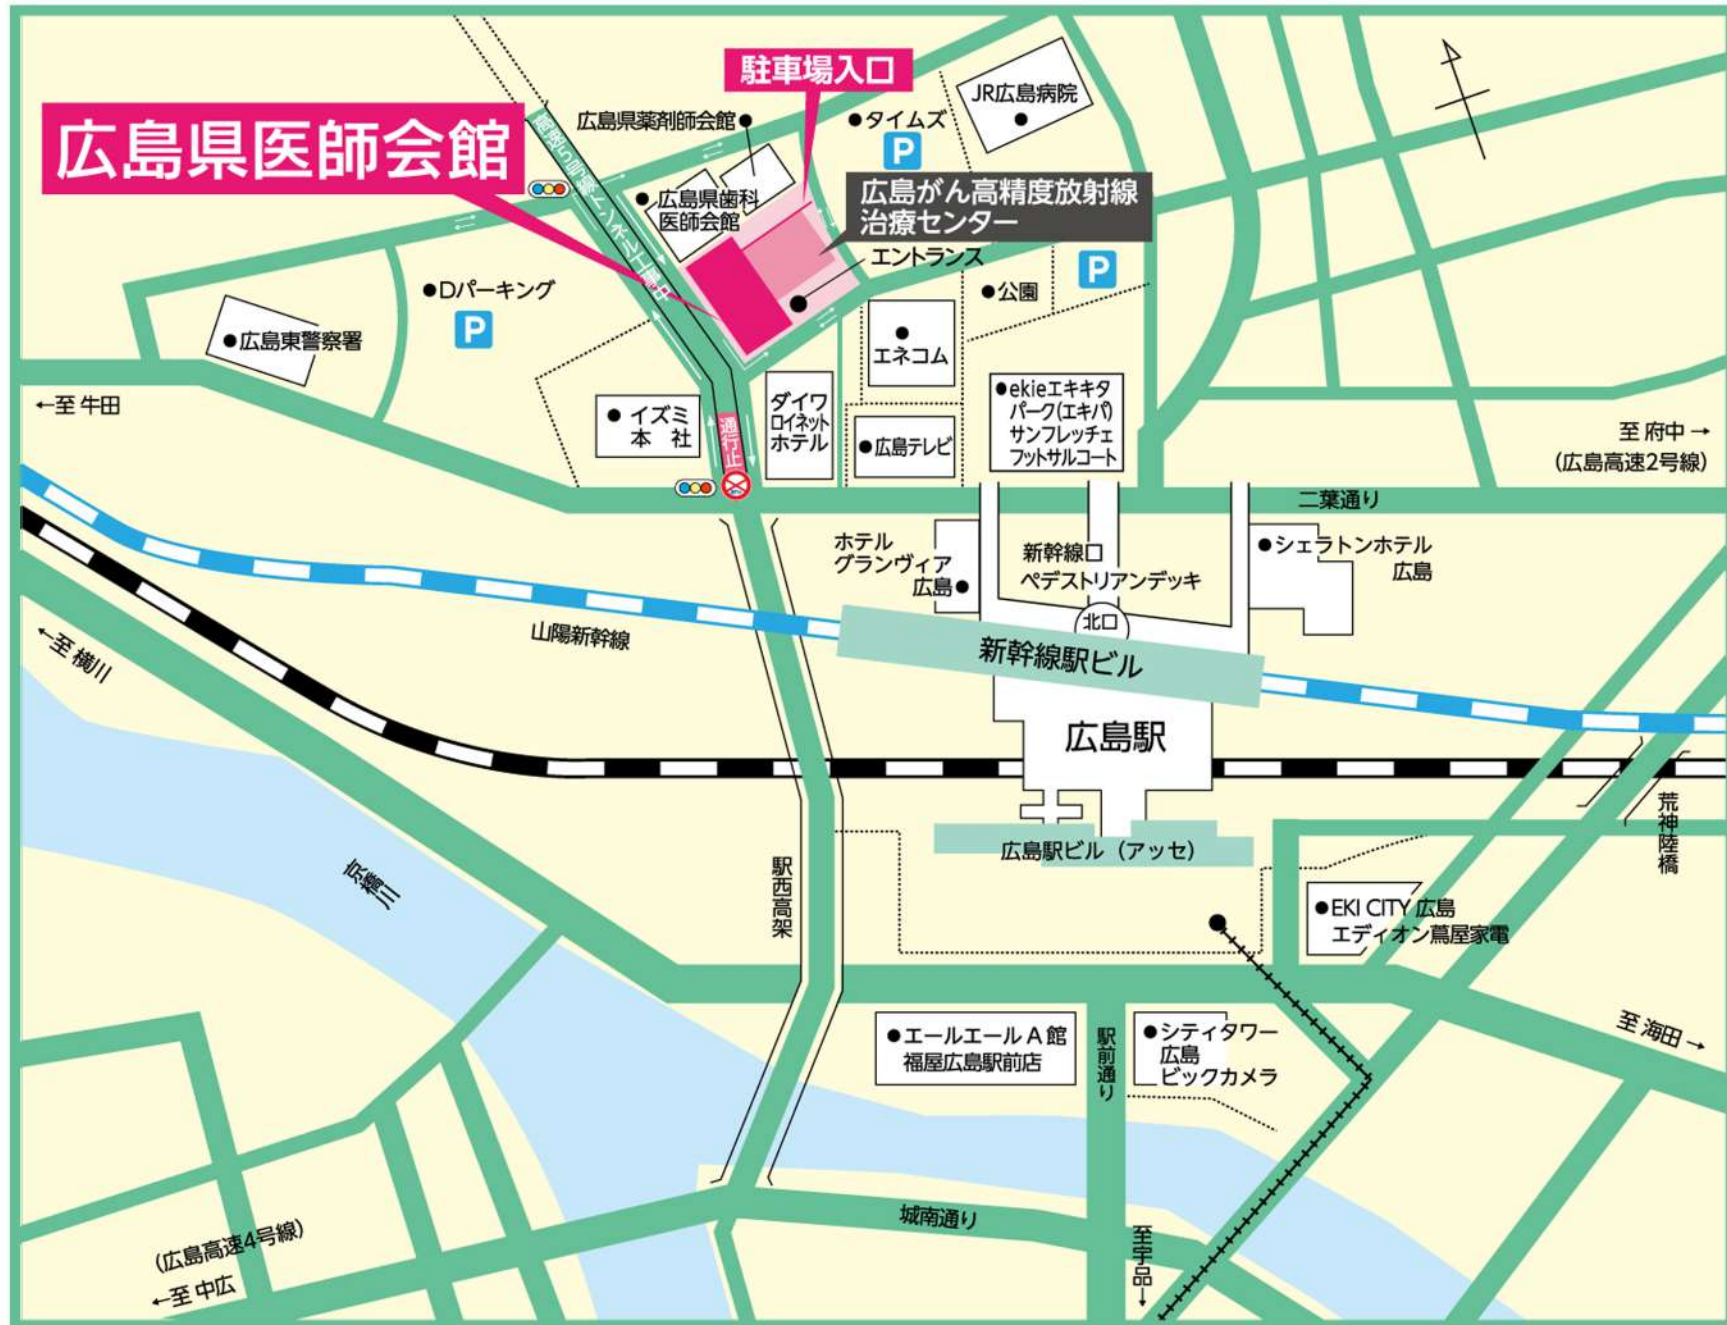 駐車場入口
JR広島病院
広島県薬剤師会館
タイムズ
P
広島県医師会館
高速5号線トンネル工事中
広島県歯科
医師会館
広島がん高精度放射線
治療センター
エントランス
P
公園
Dパーキング
P
広島東警察署
エネコム
←至 牛田
イズミ
本 社
通行止
ダイワ
ロイネット
ホテル
広島テレビ
ekieエキキタ
パーク(エキパ)
サンフレッチェ
フットサルコート
至 府中→
(広島高速2号線)
二葉通り
ホテル
グランヴィア
広島
新幹線口
ペデストリアンデッキ
シェラトンホテル
広島
北口
←至 横川
山陽新幹線
新幹線駅ビル
広島駅
荒神陸橋
広島駅ビル（アッセ）
京橋川
駅西高架
EKI CITY 広島
エディオン蔦屋家電
エールエール A 館
福屋広島駅前店
駅前通り
シティタワー
広島
ビックカメラ
至 海田→
城南通り
(広島高速4号線)
←至 中広
至宇品→